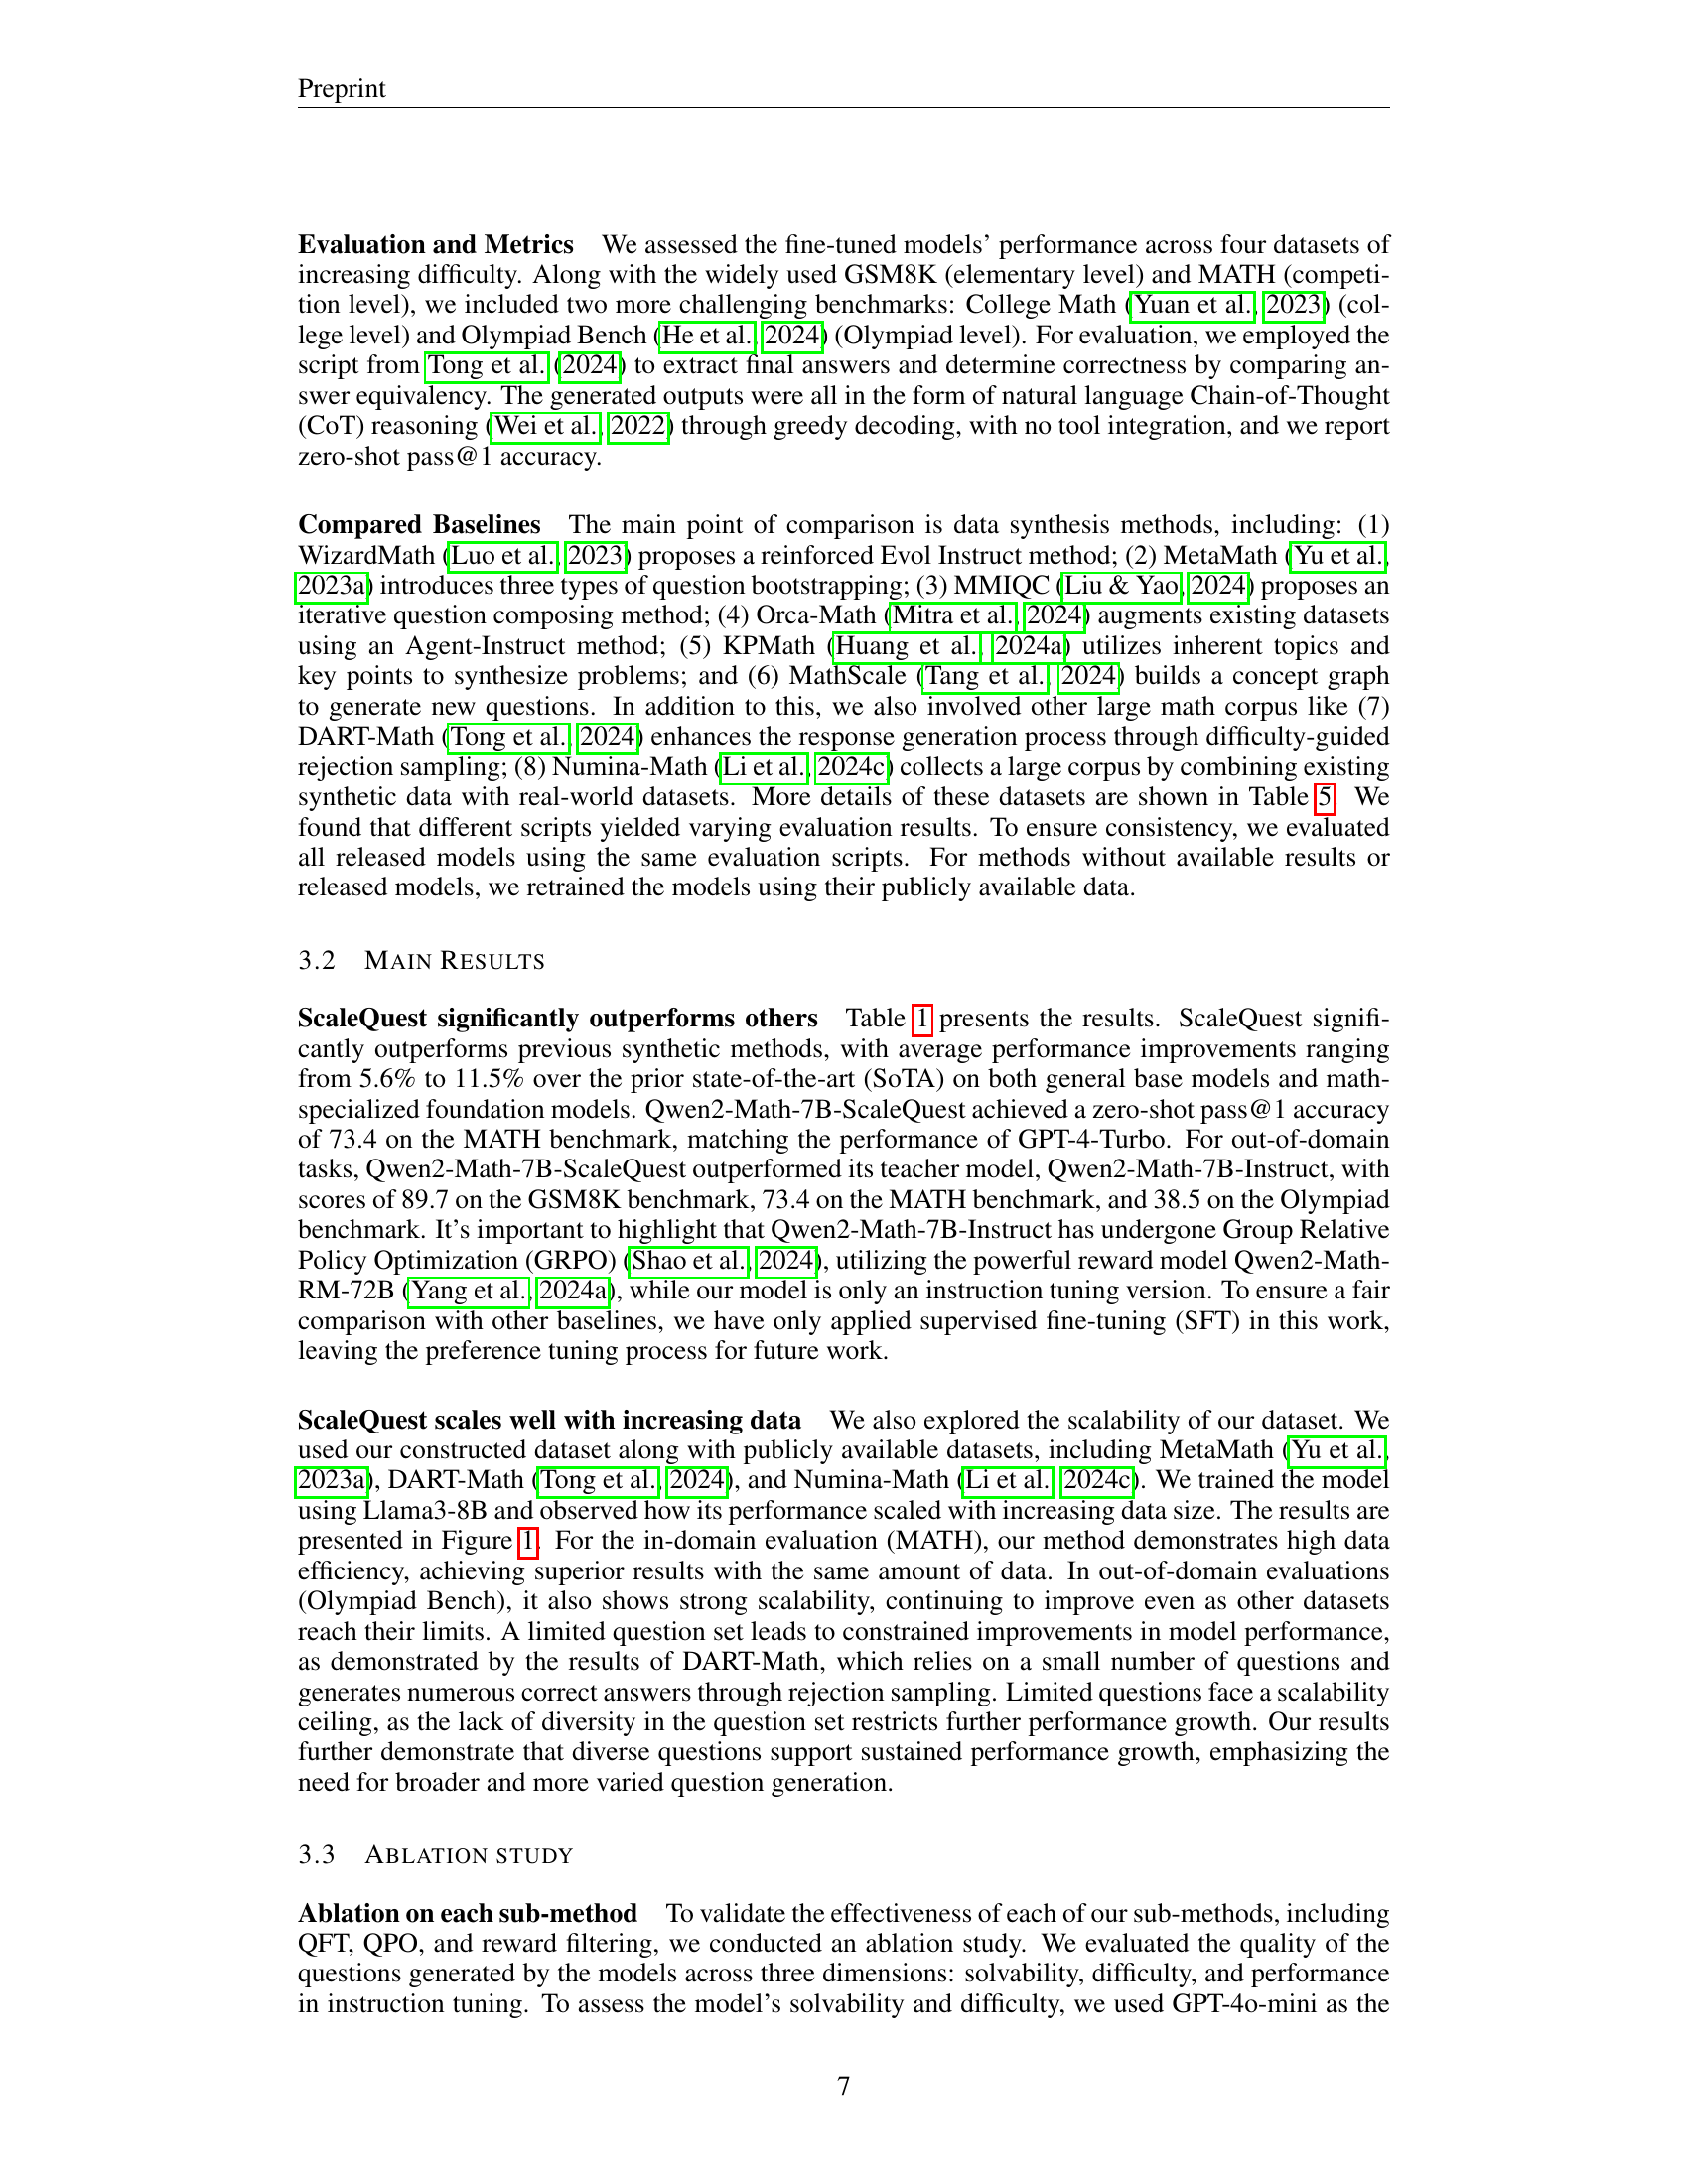 Preprint
Evaluation and Metrics We assessed the fine-tuned models' performance across four datasets of
increasing difficulty. Along with the widely used GSM8K (elementary level) and MATH (competi-
tion level), we included two more challenging benchmarks: College Math (Yuan et al., 2023) (col-
lege level) and Olympiad Bench (He et al., 2024) (Olympiad level). For evaluation, we employed the
script from Tong et al. (2024) to extract final answers and determine correctness by comparing an-
swer equivalency. The generated outputs were all in the form of natural language Chain-of-Thought
(CoT) reasoning (Wei et al., 2022) through greedy decoding, with no tool integration, and we report
zero-shot pass@1 accuracy.
Compared Baselines The main point of comparison is data synthesis methods, including: (1)
WizardMath (Luo et al., 2023) proposes a reinforced Evol Instruct method; (2) MetaMath (Yu et al.,
2023a) introduces three types of question bootstrapping; (3) MMIQC (Liu & Yao, 2024) proposes an
iterative question composing method; (4) Orca-Math (Mitra et al., 2024) augments existing datasets
using an Agent-Instruct method; (5) KPMath (Huang et al., 2024a) utilizes inherent topics and
key points to synthesize problems; and (6) MathScale (Tang et al., 2024) builds a concept graph
to generate new questions. In addition to this, we also involved other large math corpus like (7)
DART-Math (Tong et al., 2024) enhances the response generation process through difficulty-guided
rejection sampling; (8) Numina-Math (Li et al., 2024c) collects a large corpus by combining existing
synthetic data with real-world datasets. More details of these datasets are shown in Table 5. We
found that different scripts yielded varying evaluation results. To ensure consistency, we evaluated
all released models using the same evaluation scripts. For methods without available results or
released models, we retrained the models using their publicly available data.
3.2 MAIN RESULTS
ScaleQuest significantly outperforms others Table 1 presents the results. ScaleQuest signifi-
cantly outperforms previous synthetic methods, with average performance improvements ranging
from 5.6% to 11.5% over the prior state-of-the-art (SoTA) on both general base models and math-
specialized foundation models. Qwen2-Math-7B-ScaleQuest achieved a zero-shot pass@1 accuracy
of 73.4 on the MATH benchmark, matching the performance of GPT-4-Turbo. For out-of-domain
tasks, Qwen2-Math-7B-ScaleQuest outperformed its teacher model, Qwen2-Math-7B-Instruct, with
scores of 89.7 on the GSM8K benchmark, 73.4 on the MATH benchmark, and 38.5 on the Olympiad
benchmark. It's important to highlight that Qwen2-Math-7B-Instruct has undergone Group Relative
Policy Optimization (GRPO) (Shao et al., 2024), utilizing the powerful reward model Qwen2-Math-
RM-72B (Yang et al., 2024a), while our model is only an instruction tuning version. To ensure a fair
comparison with other baselines, we have only applied supervised fine-tuning (SFT) in this work,
leaving the preference tuning process for future work.
ScaleQuest scales well with increasing data We also explored the scalability of our dataset. We
used our constructed dataset along with publicly available datasets, including MetaMath (Yu et al.,
2023a), DART-Math (Tong et al., 2024), and Numina-Math (Li et al., 2024c). We trained the model
using Llama3-8B and observed how its performance scaled with increasing data size. The results are
presented in Figure 1. For the in-domain evaluation (MATH), our method demonstrates high data
efficiency, achieving superior results with the same amount of data. In out-of-domain evaluations
(Olympiad Bench), it also shows strong scalability, continuing to improve even as other datasets
reach their limits. A limited question set leads to constrained improvements in model performance,
as demonstrated by the results of DART-Math, which relies on a small number of questions and
generates numerous correct answers through rejection sampling. Limited questions face a scalability
ceiling, as the lack of diversity in the question set restricts further performance growth. Our results
further demonstrate that diverse questions support sustained performance growth, emphasizing the
need for broader and more varied question generation.
3.3 ABLATION STUDY
Ablation on each sub-method To validate the effectiveness of each of our sub-methods, including
QFT, QPO, and reward filtering, we conducted an ablation study. We evaluated the quality of the
questions generated by the models across three dimensions: solvability, difficulty, and performance
in instruction tuning. To assess the model's solvability and difficulty, we used GPT-4o-mini as the
7